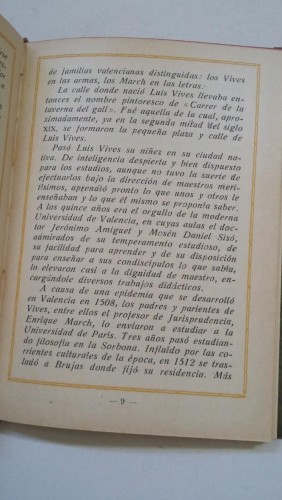 de familias valencianas distinguidas: los Vives
en las armas, los March en las letras.
La calle donde nació Luis Vives llevaba en-
tonces el nombre pintoresco de «Carrer de la
taverna del gall». Fué aquella de la cual, apro-
ximadamente, ya en la segunda mitad del siglo
XIX, se formaron la pequeña plaza y calle de
Luis Vives.
Pasó Luis Vives su niñez en su ciudad na-
tiva. De inteligencia despierta y bien dispuesto
para los estudios, aunque no tuvo la suerte de
efectuarlos bajo la dirección de maestros meri-
tísimos, aprendió pronto lo que unos y otros le
enseñaban y lo que él mismo se proponía saber.
A los quince años era el orgullo de la moderna
Universidad de Valencia, en cuyas aulas el doc-
tor Jerónimo Amiguel y Mosén Daniel Sisó,
admirados de su temperamento estudioso, de
su facilidad para aprender y de su disposición
para enseñar a sus condiscípulos lo que sabía,
lo elevaron casi a la dignidad de maestro, en-
cargándole diversos trabajos didácticos.
A causa de una epidemia que se desarrolló
en Valencia en 1508, los padres y parientes de
Vives, entre ellos el profesor de Jurisprudencia,
Enrique March, lo enviaron a estudiar a la
Universidad de París. Tres años pasó estudian-
do filosofía en la Sorbona. Influído por las co-
rrientes culturales de la época, en 1512 se tras-
ladó a Brujas donde fijó su residencia. Más
— 9 —